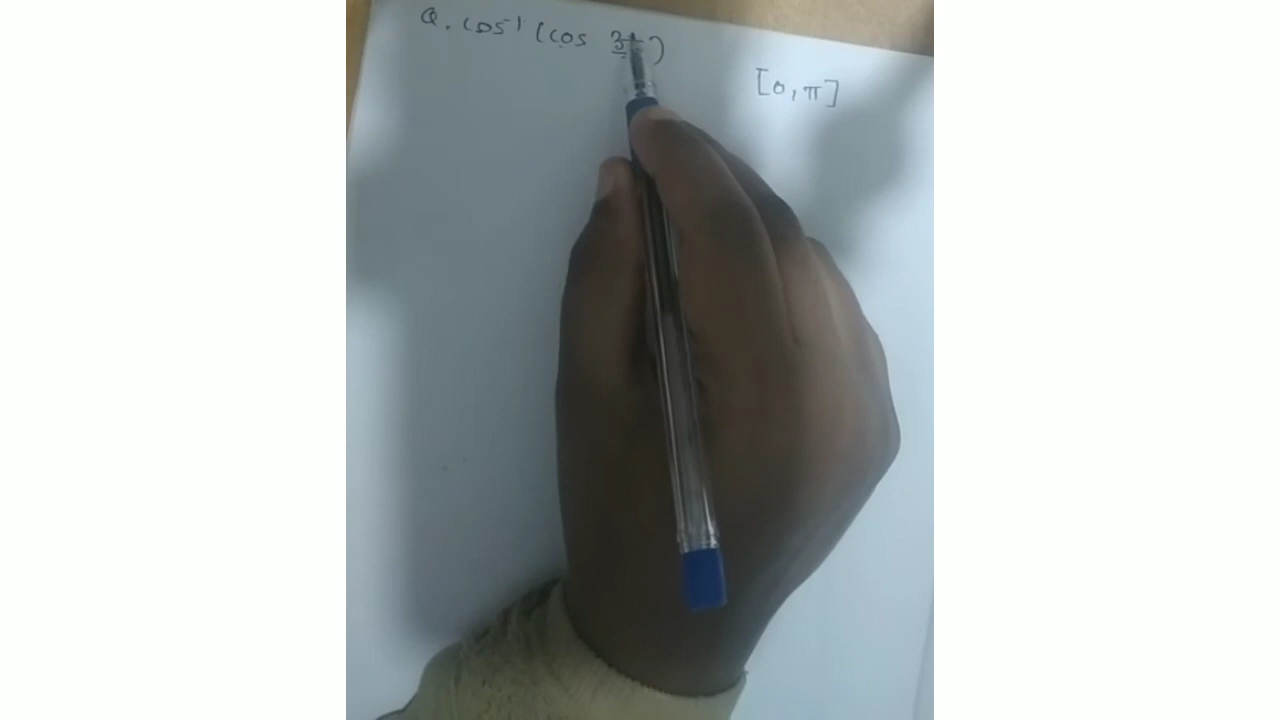 Q. cos⁻¹ (cos 3 )
[0, π]